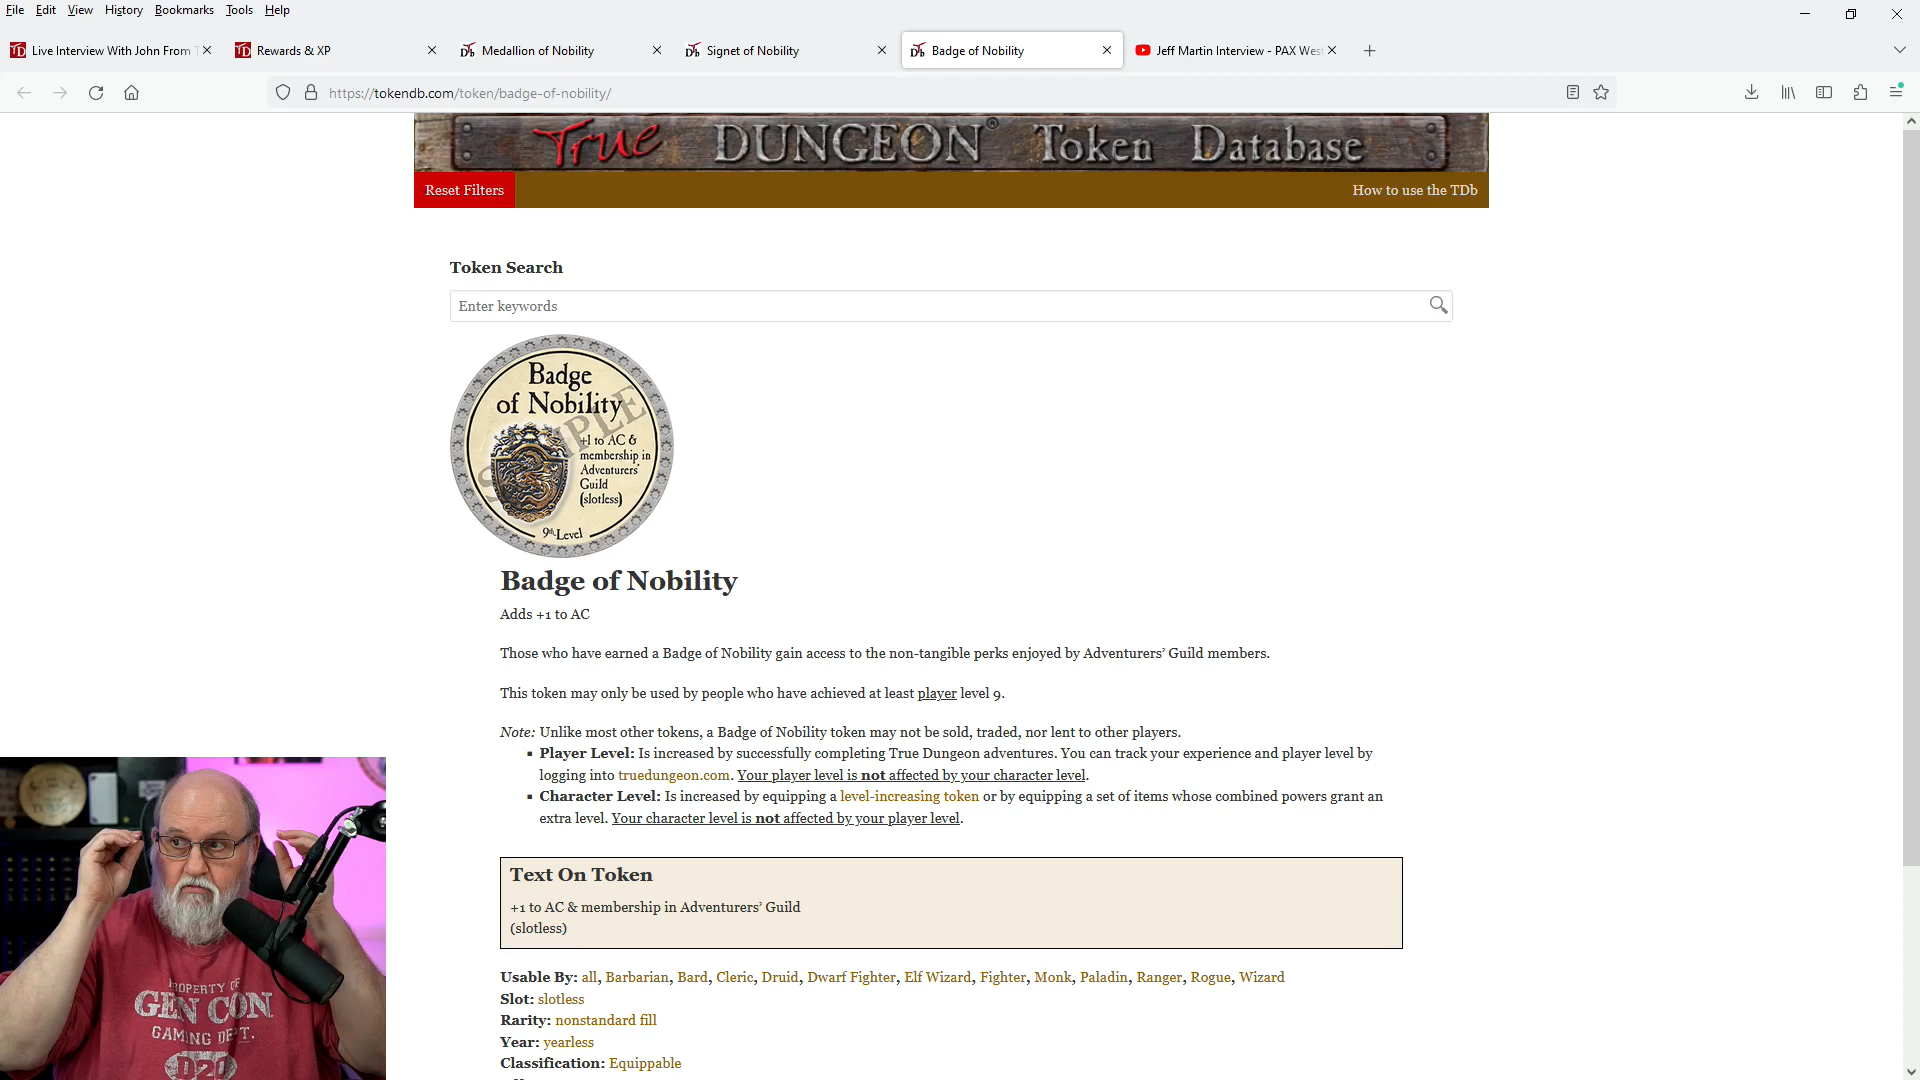 File Edit View History Bookmarks Tools Help
Live Interview With John From T
Rewards & XP
Medallion of Nobility
Signet of Nobility
Badge of Nobility
Jeff Martin Interview - PAX Wes
https://tokendb.com/token/badge-of-nobility/
True DUNGEON® Token Database
Reset Filters
How to use the TDb
Token Search
Enter keywords
Badge
of Nobility
+1 to AC &
membership in
Adventurers'
Guild
(slotless)
9th Level
SAMPLE
Badge of Nobility
Adds +1 to AC
Those who have earned a Badge of Nobility gain access to the non-tangible perks enjoyed by Adventurers’ Guild members.
This token may only be used by people who have achieved at least player level 9.
Note: Unlike most other tokens, a Badge of Nobility token may not be sold, traded, nor lent to other players.
▪ Player Level: Is increased by successfully completing True Dungeon adventures. You can track your experience and player level by
logging into truedungeon.com. Your player level is not affected by your character level.
▪ Character Level: Is increased by equipping a level-increasing token or by equipping a set of items whose combined powers grant an
extra level. Your character level is not affected by your player level.
Text On Token
+1 to AC & membership in Adventurers’ Guild
(slotless)
Usable By: all, Barbarian, Bard, Cleric, Druid, Dwarf Fighter, Elf Wizard, Fighter, Monk, Paladin, Ranger, Rogue, Wizard
Slot: slotless
Rarity: nonstandard fill
Year: yearless
Classification: Equippable
PROPERTY OF
GEN CON
GAMING DEPT.